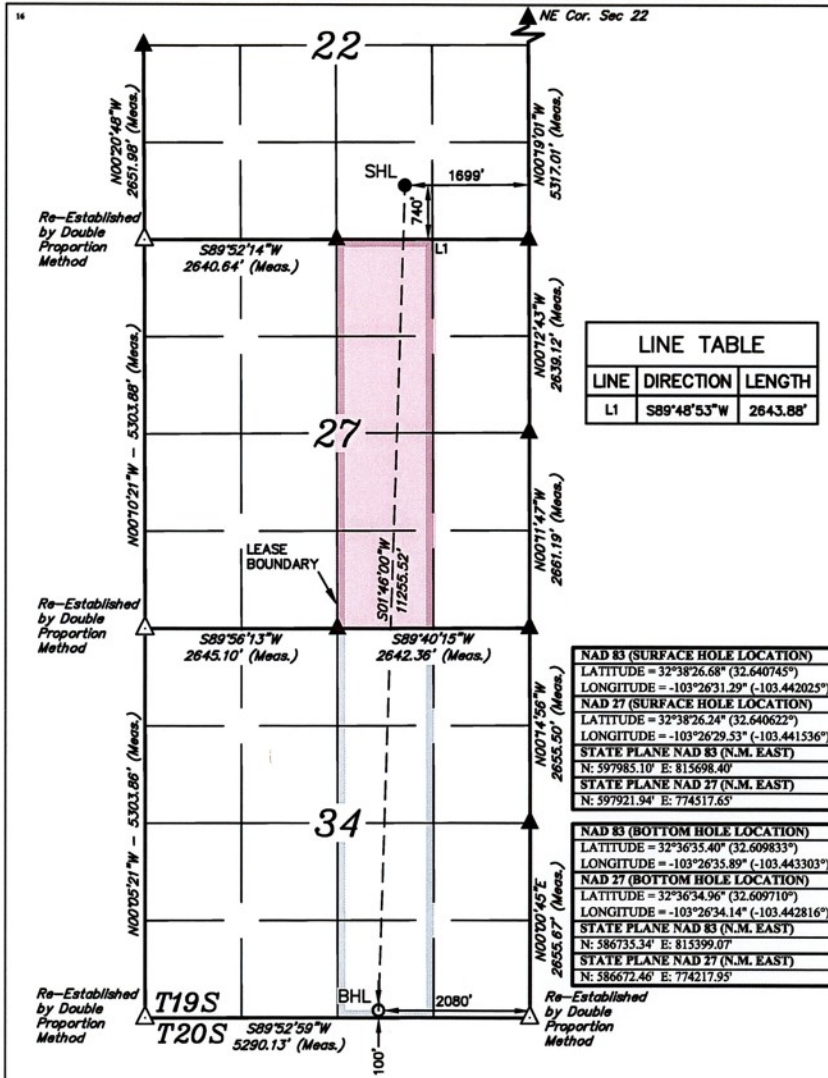 16
NE Cor. Sec 22
22
N00°20'48"W
2651.98' (Meas.)
N00°19'01"W
5317.01' (Meas.)
SHL
1699'
740'
Re-Established
by Double
Proportion
Method
S89°52'14"W
2640.64' (Meas.)
L1
N00°12'43"W
2639.12' (Meas.)
LINE TABLE
LINE DIRECTION LENGTH
L1 S89°48'53"W 2643.88'
N00°10'21"W - 5303.88' (Meas.)
27
N00°11'47"W
2661.19' (Meas.)
LEASE
BOUNDARY
S01°46'00"W
11255.52'
Re-Established
by Double
Proportion
Method
S89°56'13"W
2645.10' (Meas.)
S89°40'15"W
2642.36' (Meas.)
N00°14'56"W
2655.50' (Meas.)
NAD 83 (SURFACE HOLE LOCATION)
LATITUDE = 32°38'26.68" (32.640745°)
LONGITUDE = -103°26'31.29" (-103.442025°)
NAD 27 (SURFACE HOLE LOCATION)
LATITUDE = 32°38'26.24" (32.640622°)
LONGITUDE = -103°26'29.53" (-103.441536°)
STATE PLANE NAD 83 (N.M. EAST)
N: 597985.10' E: 815698.40'
STATE PLANE NAD 27 (N.M. EAST)
N: 597921.94' E: 774517.65'
N00°05'21"W - 5303.86' (Meas.)
34
N00°00'45"E
2655.67' (Meas.)
NAD 83 (BOTTOM HOLE LOCATION)
LATITUDE = 32°36'35.40" (32.609833°)
LONGITUDE = -103°26'35.89" (-103.443303°)
NAD 27 (BOTTOM HOLE LOCATION)
LATITUDE = 32°36'34.96" (32.609710°)
LONGITUDE = -103°26'34.14" (-103.442816°)
STATE PLANE NAD 83 (N.M. EAST)
N: 586735.34' E: 815399.07'
STATE PLANE NAD 27 (N.M. EAST)
N: 586672.46' E: 774217.95'
Re-Established
by Double
Proportion
Method
T19S
T20S
BHL
2080'
S89°52'59"W
5290.13' (Meas.)
100'
Re-Established
by Double
Proportion
Method